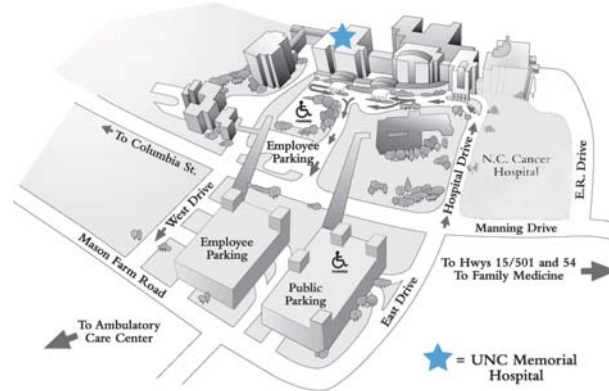 Employee
Parking
N.C. Cancer
Hospital
E.R. Drive
To Columbia St.
Hospital Drive
West Drive
Manning Drive
Employee
Parking
Mason Farm Road
Public
Parking
East Drive
To Hwys 15/501 and 54
To Family Medicine
To Ambulatory
Care Center
= UNC Memorial
Hospital